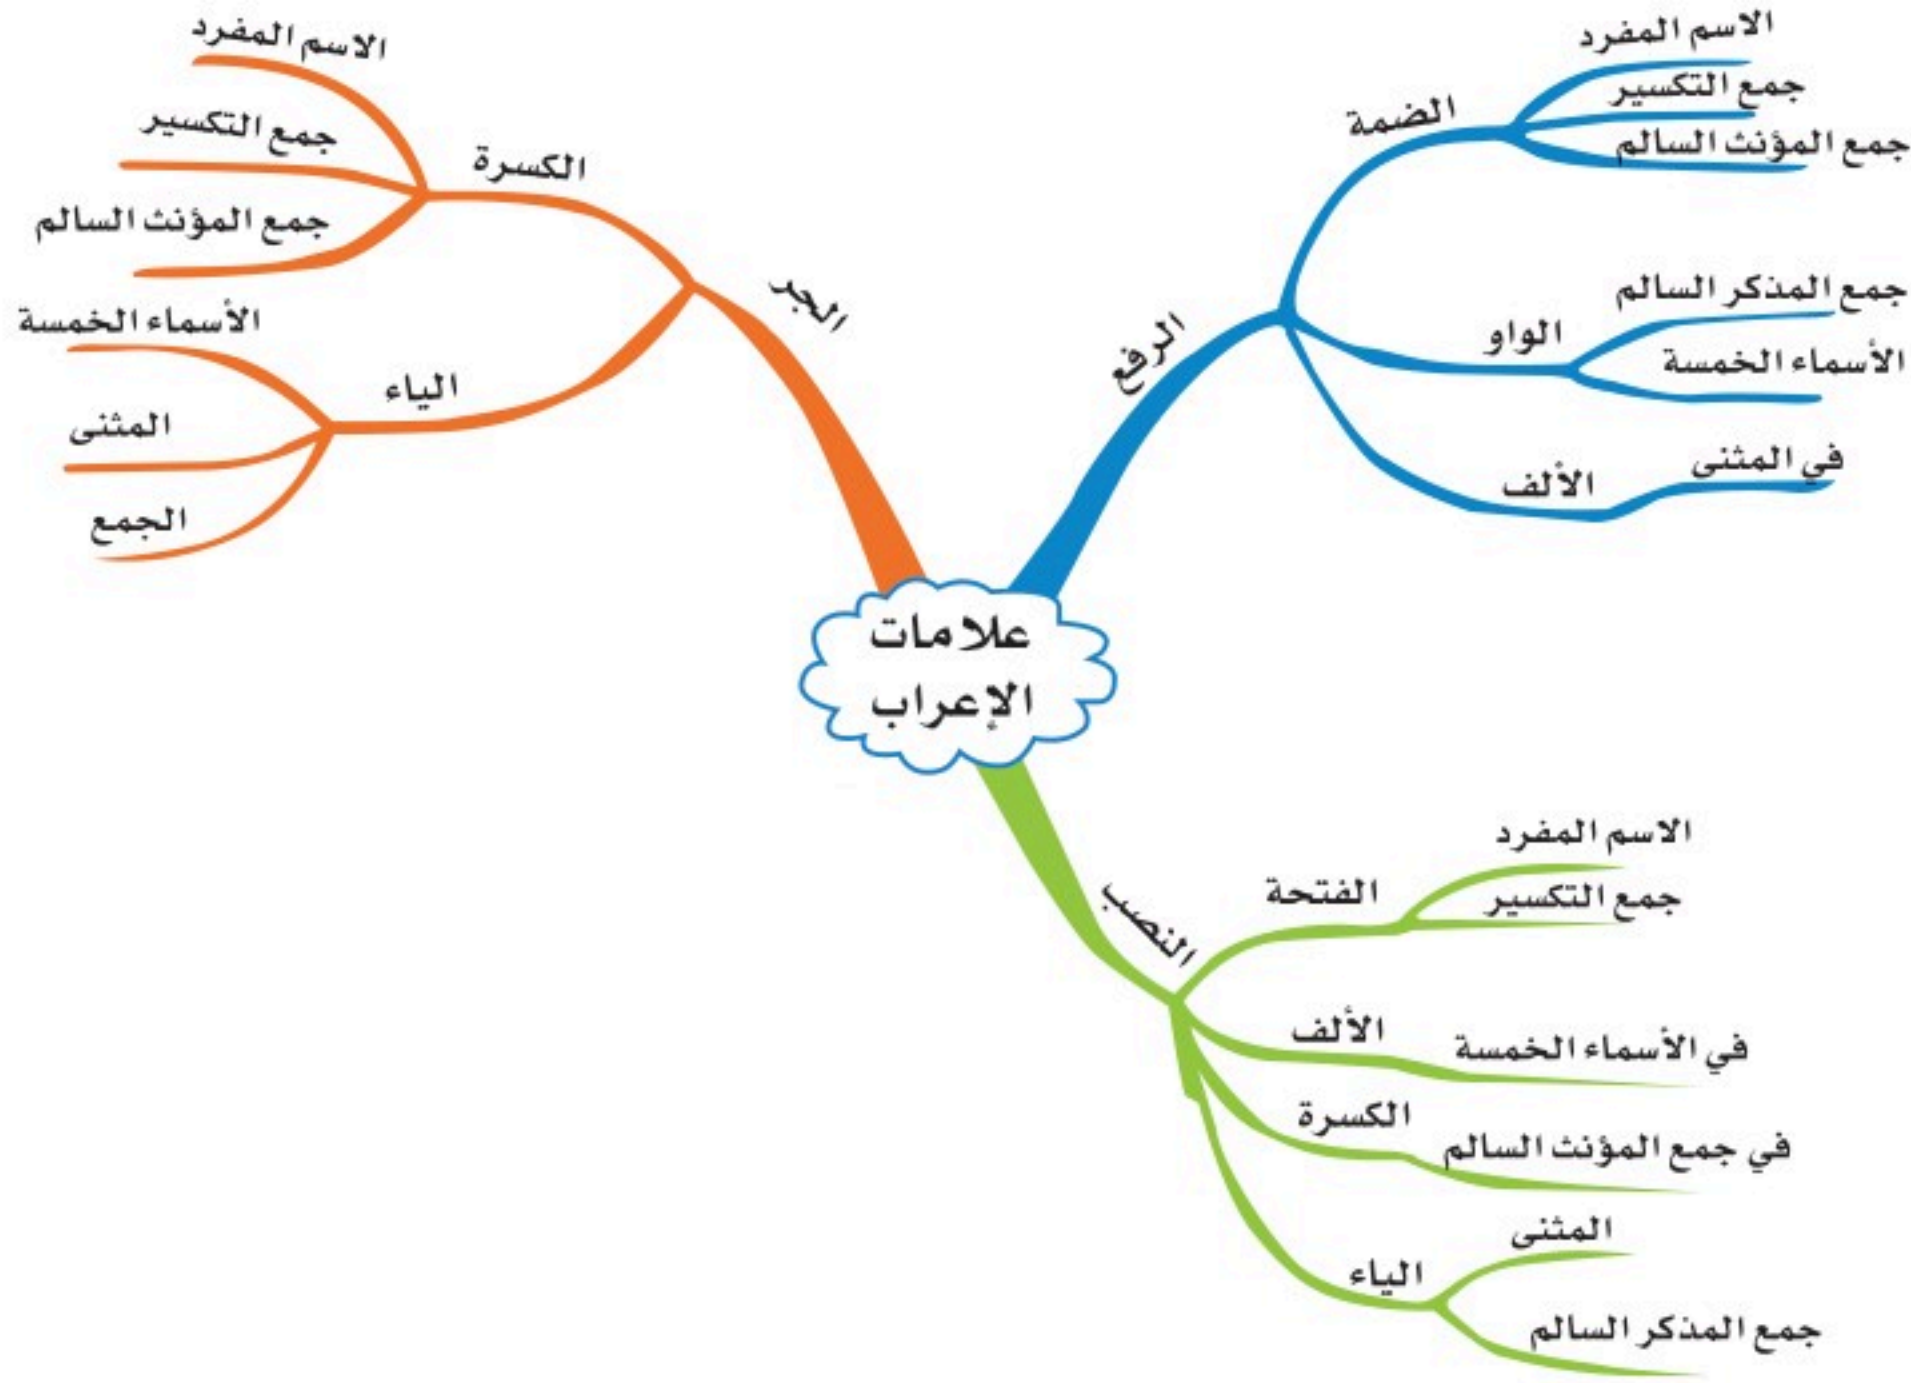 علامات
الإعراب
الرفع
الضمة
الاسم المفرد
جمع التكسير
جمع المؤنث السالم
الواو
جمع المذكر السالم
الأسماء الخمسة
الألف
في المثنى
النصب
الفتحة
الاسم المفرد
جمع التكسير
الألف
في الأسماء الخمسة
الكسرة
في جمع المؤنث السالم
الياء
المثنى
جمع المذكر السالم
الجر
الكسرة
الاسم المفرد
جمع التكسير
جمع المؤنث السالم
الياء
الأسماء الخمسة
المثنى
الجمع